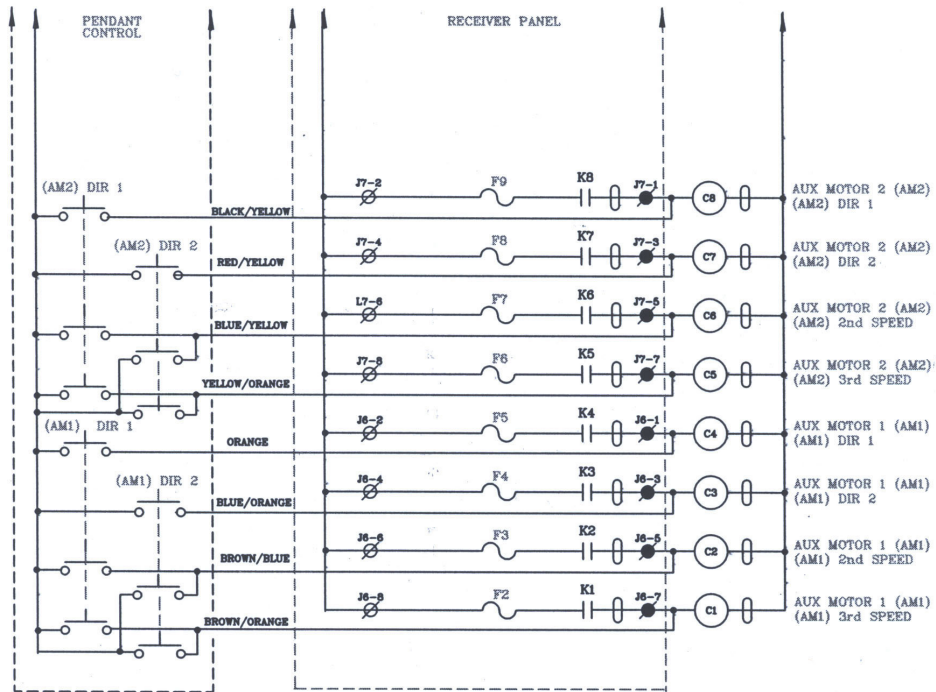 PENDANT
CONTROL
RECEIVER PANEL
(AM2) DIR 1
J7-2
F9
K8
J7-1
C8
AUX MOTOR 2 (AM2)
(AM2) DIR 1
BLACK/YELLOW
(AM2) DIR 2
J7-4
F8
K7
J7-3
C7
AUX MOTOR 2 (AM2)
(AM2) DIR 2
RED/YELLOW
L7-6
F7
K6
J7-5
C6
AUX MOTOR 2 (AM2)
(AM2) 2nd SPEED
BLUE/YELLOW
J7-8
F6
K5
J7-7
C5
AUX MOTOR 2 (AM2)
(AM2) 3rd SPEED
YELLOW/ORANGE
(AM1) DIR 1
J6-2
F5
K4
J6-1
C4
AUX MOTOR 1 (AM1)
(AM1) DIR 1
ORANGE
(AM1) DIR 2
J6-4
F4
K3
J6-3
C3
AUX MOTOR 1 (AM1)
(AM1) DIR 2
BLUE/ORANGE
J6-6
F3
K2
J6-5
C2
AUX MOTOR 1 (AM1)
(AM1) 2nd SPEED
BROWN/BLUE
J6-8
F2
K1
J6-7
C1
AUX MOTOR 1 (AM1)
(AM1) 3rd SPEED
BROWN/ORANGE